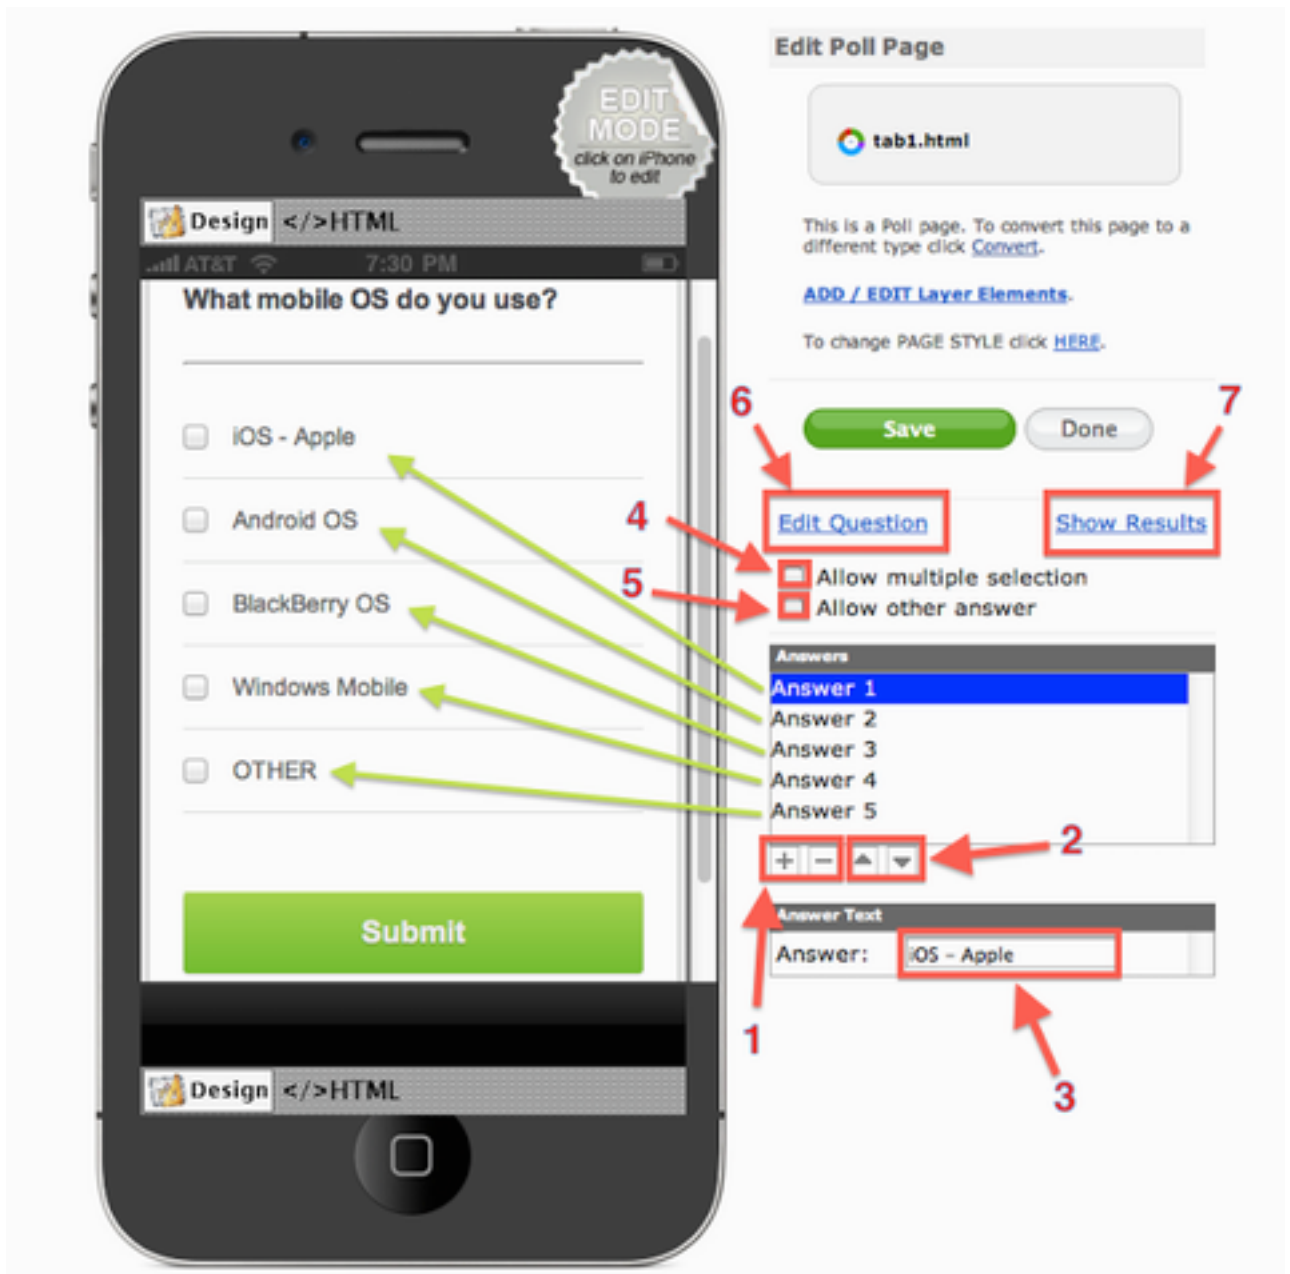 EDIT
MODE
click on iPhone
to edit
Design </>HTML
AT&T 7:30 PM
What mobile OS do you use?
iOS - Apple
Android OS
BlackBerry OS
Windows Mobile
OTHER
Submit
Design </>HTML
Edit Poll Page
tab1.html
This is a Poll page. To convert this page to a
different type click Convert.
ADD / EDIT Layer Elements.
To change PAGE STYLE click HERE.
6
7
Save Done
Edit Question Show Results
4
Allow multiple selection
5
Allow other answer
Answers
Answer 1
Answer 2
Answer 3
Answer 4
Answer 5
2
+ −
Answer Text
Answer: iOS - Apple
1
3